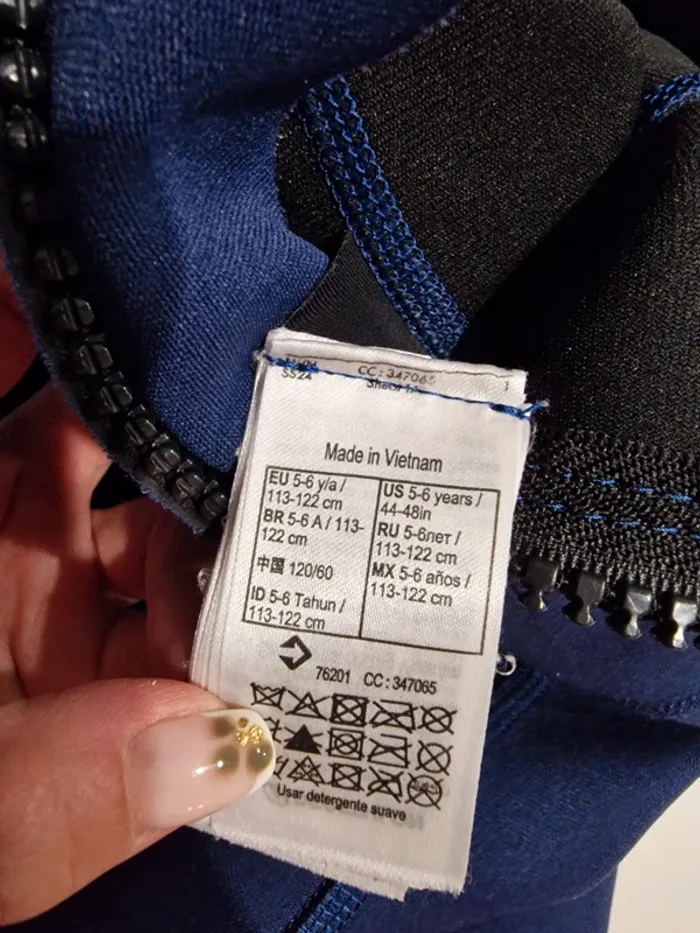 SS24
CC: 347065
1
Made in Vietnam
EU 5-6 y/a /
113-122 cm
BR 5-6 A / 113-
122 cm
中国 120/60
ID 5-6 Tahun /
113-122 cm
US 5-6 years /
44-48in
RU 5-6лет /
113-122 cm
MX 5-6 años /
113-122 cm
76201 CC: 347065
Usar detergente suave